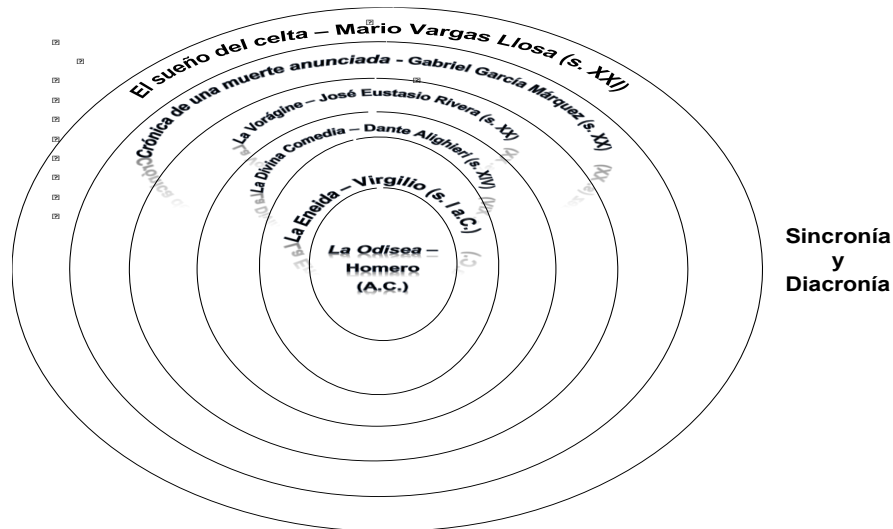 El sueño del celta – Mario Vargas Llosa (s. XXI)
Crónica de una muerte anunciada - Gabriel García Márquez (s. XX)
La Vorágine – José Eustasio Rivera (s. XX)
La Divina Comedia – Dante Alighieri (s. XIV)
La Eneida – Virgilio (s. I a.C.)
La Odisea –
Homero
(A.C.)
Sincronía
y
Diacronía